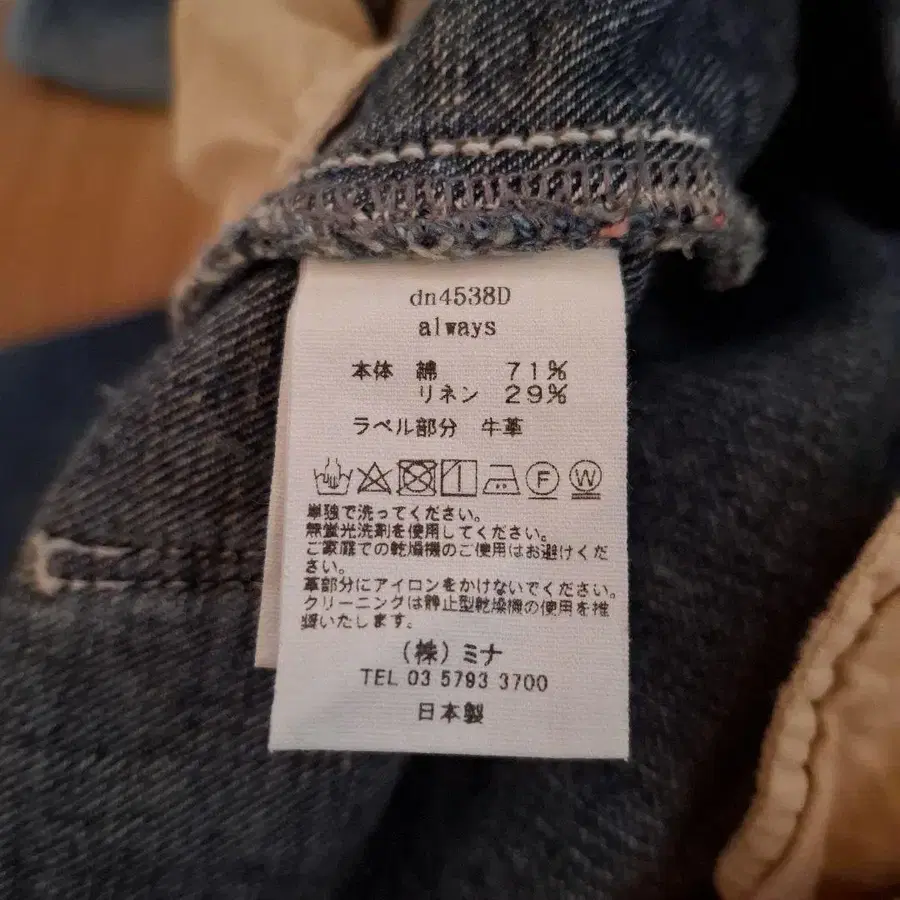 dn4538D
always
本体 綿 71%
リネン 29%
ラベル部分 牛革
F W
単独で洗ってください。
無蛍光洗剤を使用してください。
ご家庭での乾燥機のご使用はお避けくだ
さい。
革部分にアイロンをかけないでください。
クリーニングは静止型乾燥機の使用を推
奨いたします。
(株)ミナ
TEL 03 5793 3700
日本製